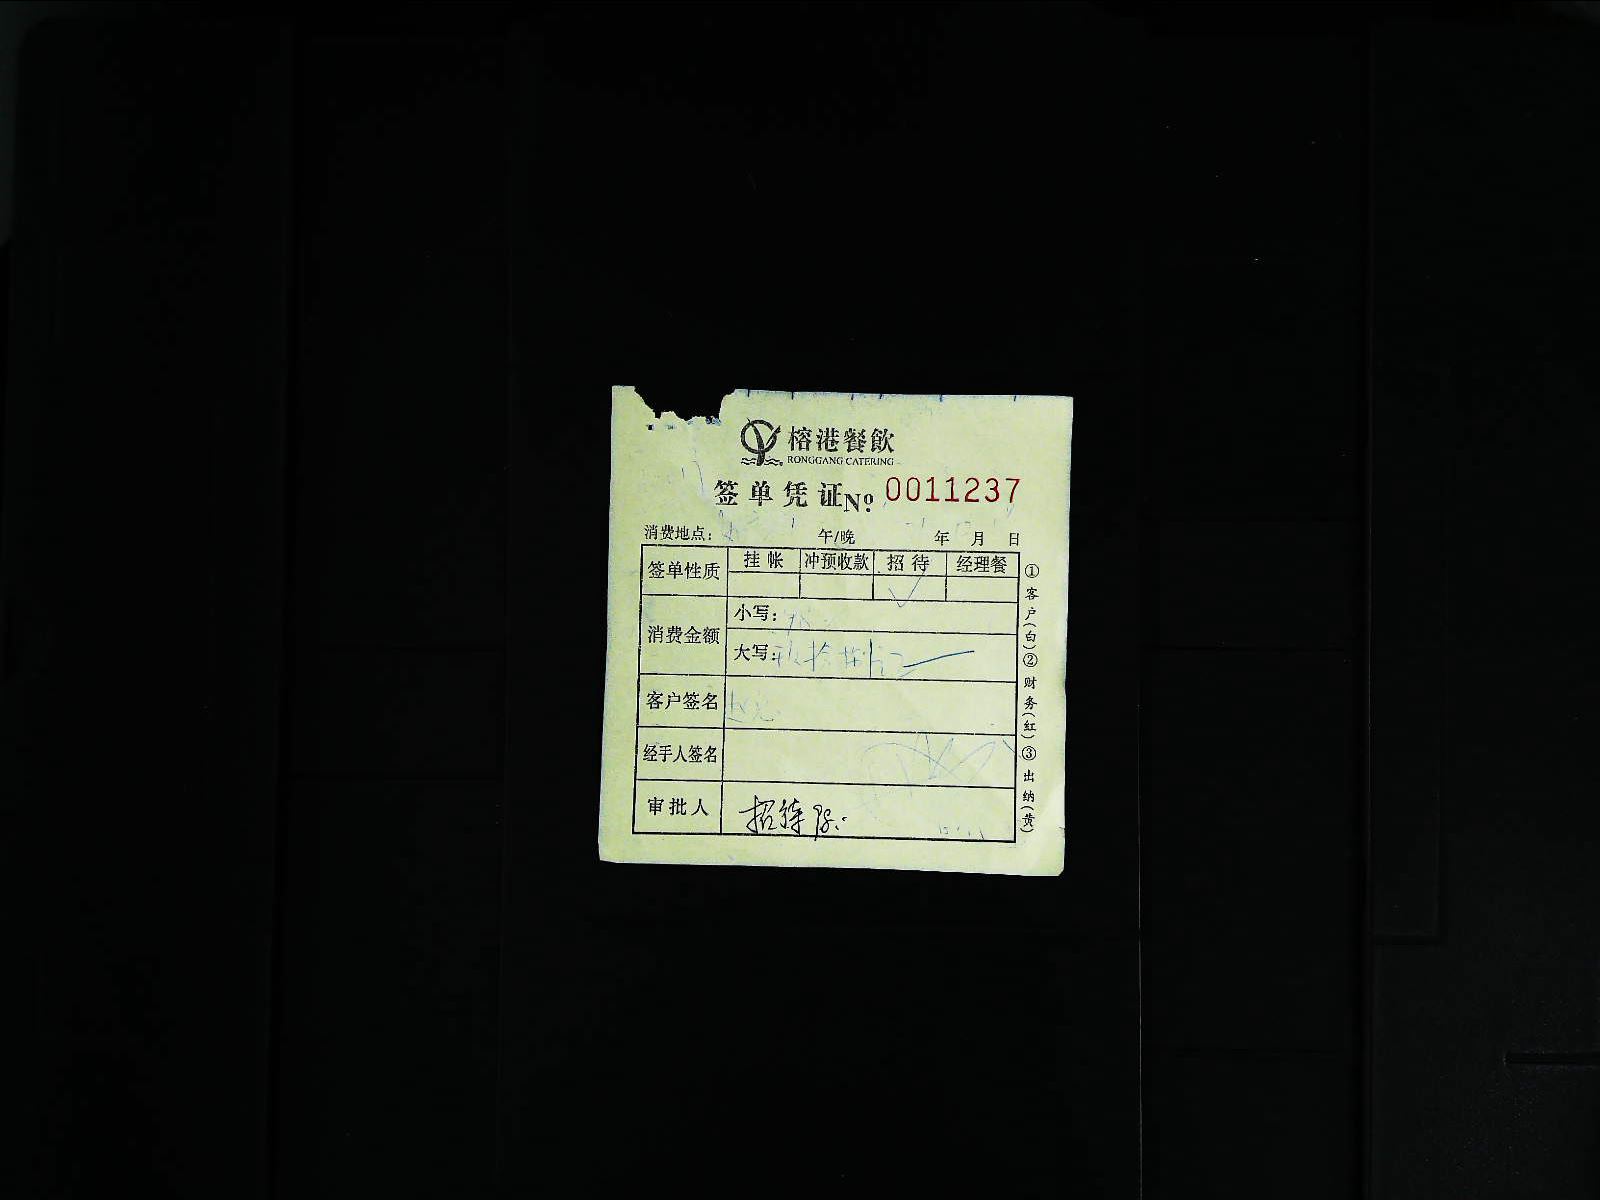 榕港餐飲
RONGGANG CATERING
签单凭证№ 0011237
消费地点： 午/晚 年 月 日
签单性质 挂帐 冲预收款 招待 经理餐
✓
消费金额 小写：
大写：
客户签名
经手人签名
审批人 招待
①客户(白)②财务(红)③出纳(黄)